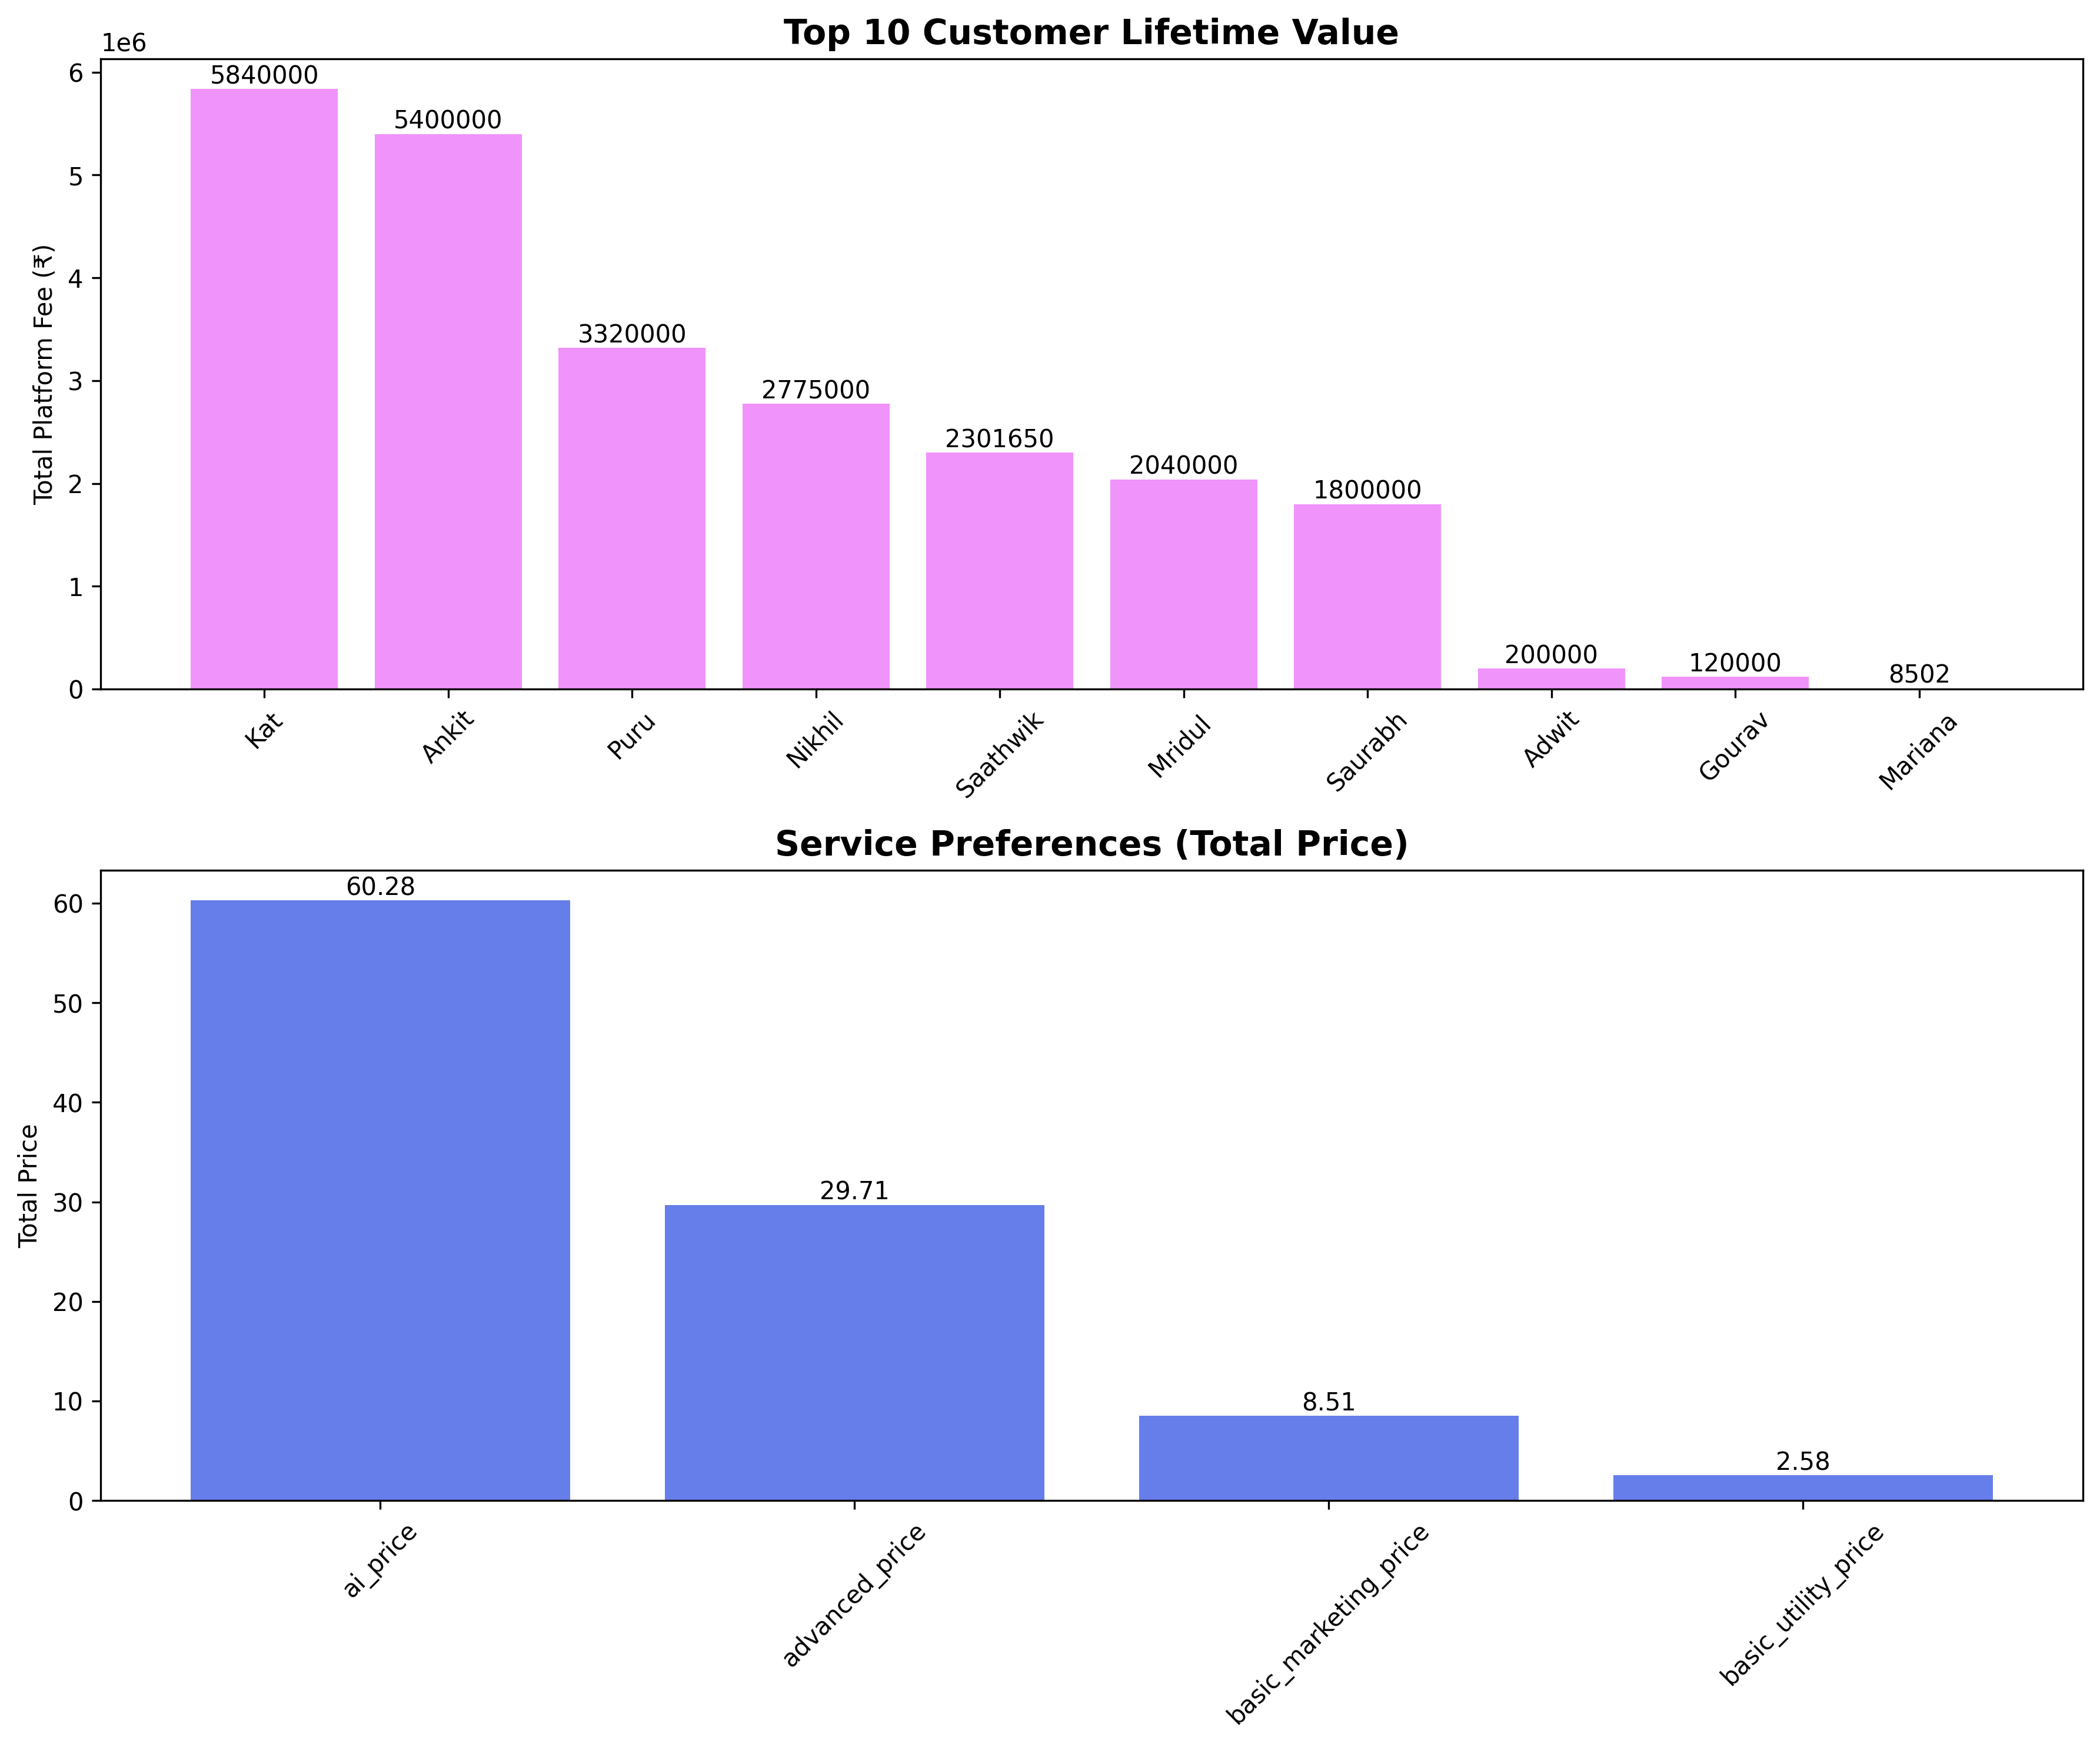 Top 10 Customer Lifetime Value
1e6
Total Platform Fee (₹)
6
5
4
3
2
1
0
5840000
5400000
3320000
2775000
2301650
2040000
1800000
200000
120000
8502
Kat
Ankit
Puru
Nikhil
Saathwik
Mridul
Saurabh
Adwit
Gourav
Mariana
Service Preferences (Total Price)
Total Price
60
50
40
30
20
10
0
60.28
29.71
8.51
2.58
ai_price
advanced_price
basic_marketing_price
basic_utility_price